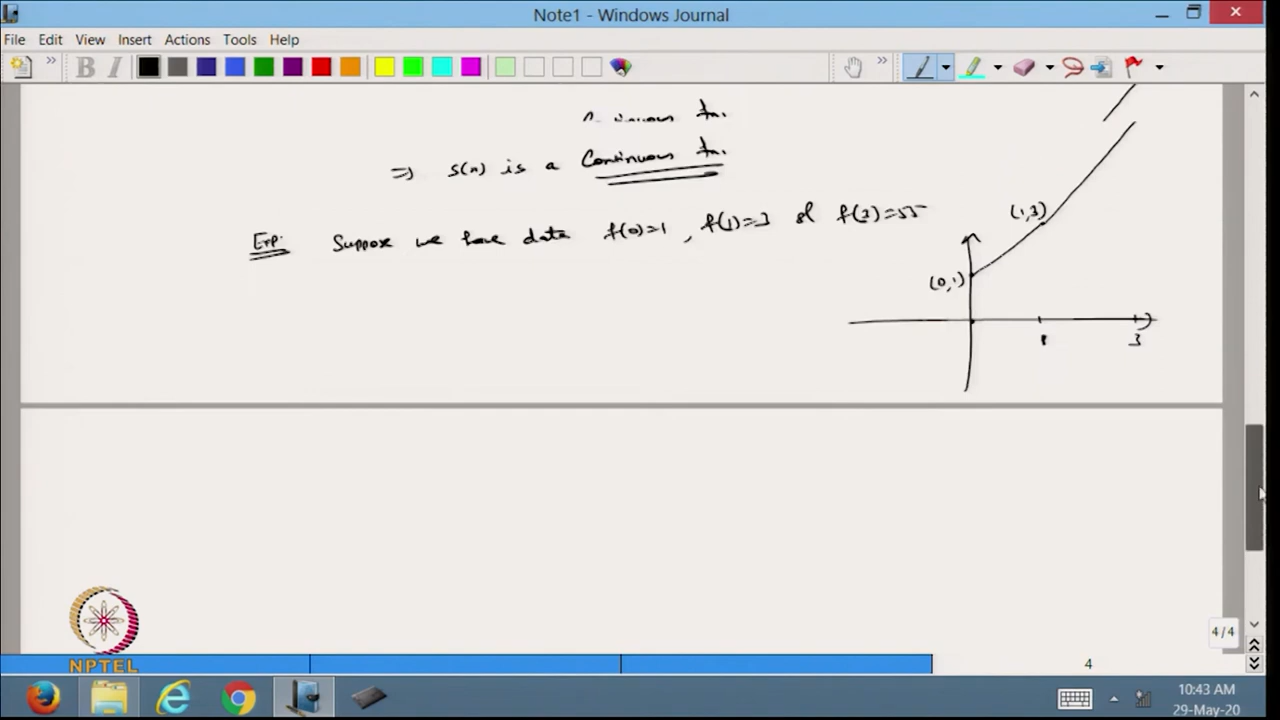 Note1 - Windows Journal
File Edit View Insert Actions Tools Help
B I
⇒ s(x) is a Continuous fn.
Exp: Suppose we have data f(0)=1, f(1)=3 & f(3)=55
(1,3)
(0,1)
1 3
4/4
NPTEL
4
10:43 AM
29-May-20